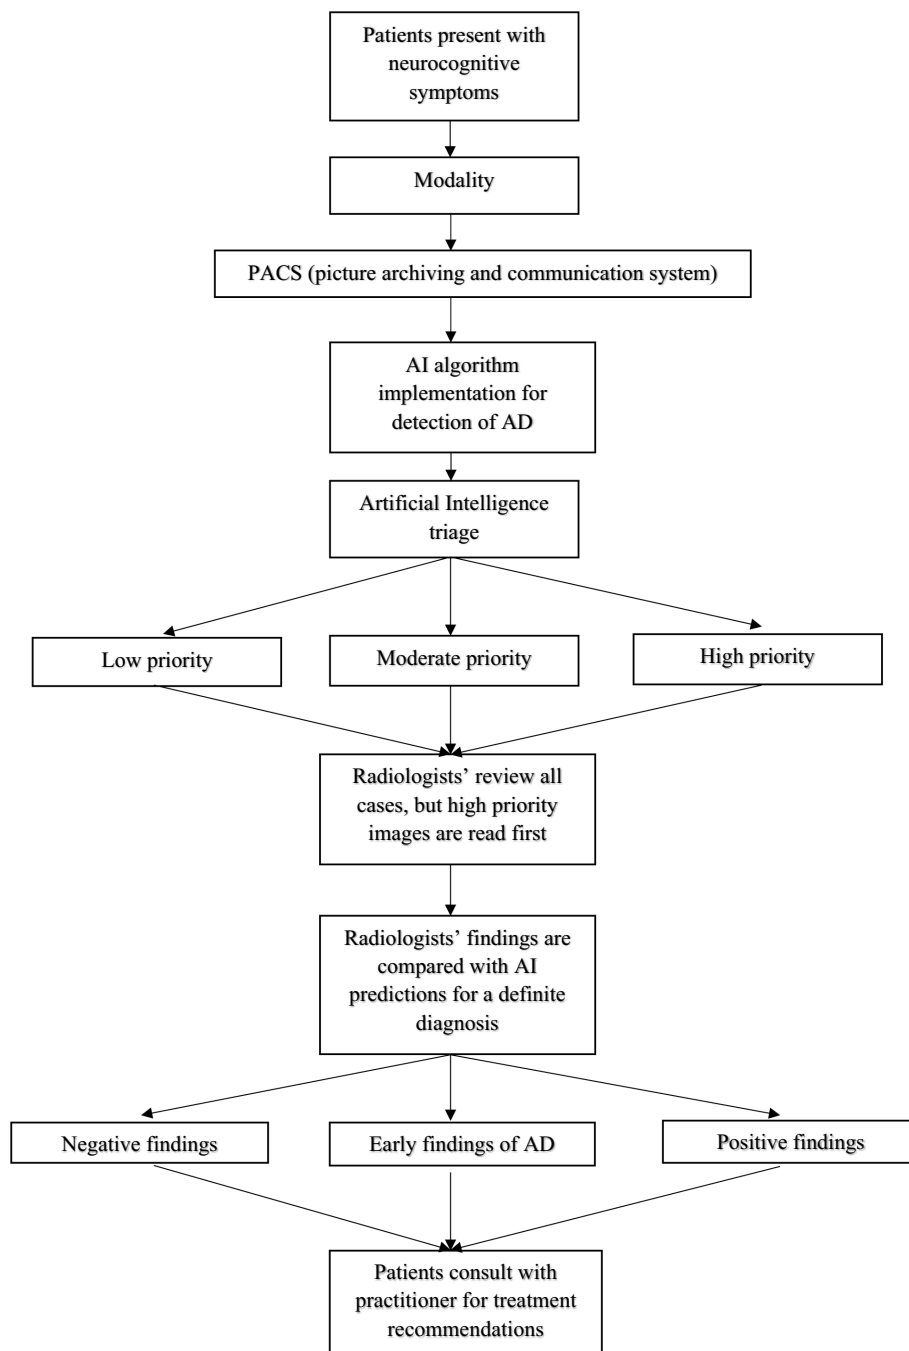 Patients present with
neurocognitive
symptoms
Modality
PACS (picture archiving and communication system)
AI algorithm
implementation for
detection of AD
Artificial Intelligence
triage
Low priority
Moderate priority
High priority
Radiologists’ review all
cases, but high priority
images are read first
Radiologists’ findings are
compared with AI
predictions for a definite
diagnosis
Negative findings
Early findings of AD
Positive findings
Patients consult with
practitioner for treatment
recommendations